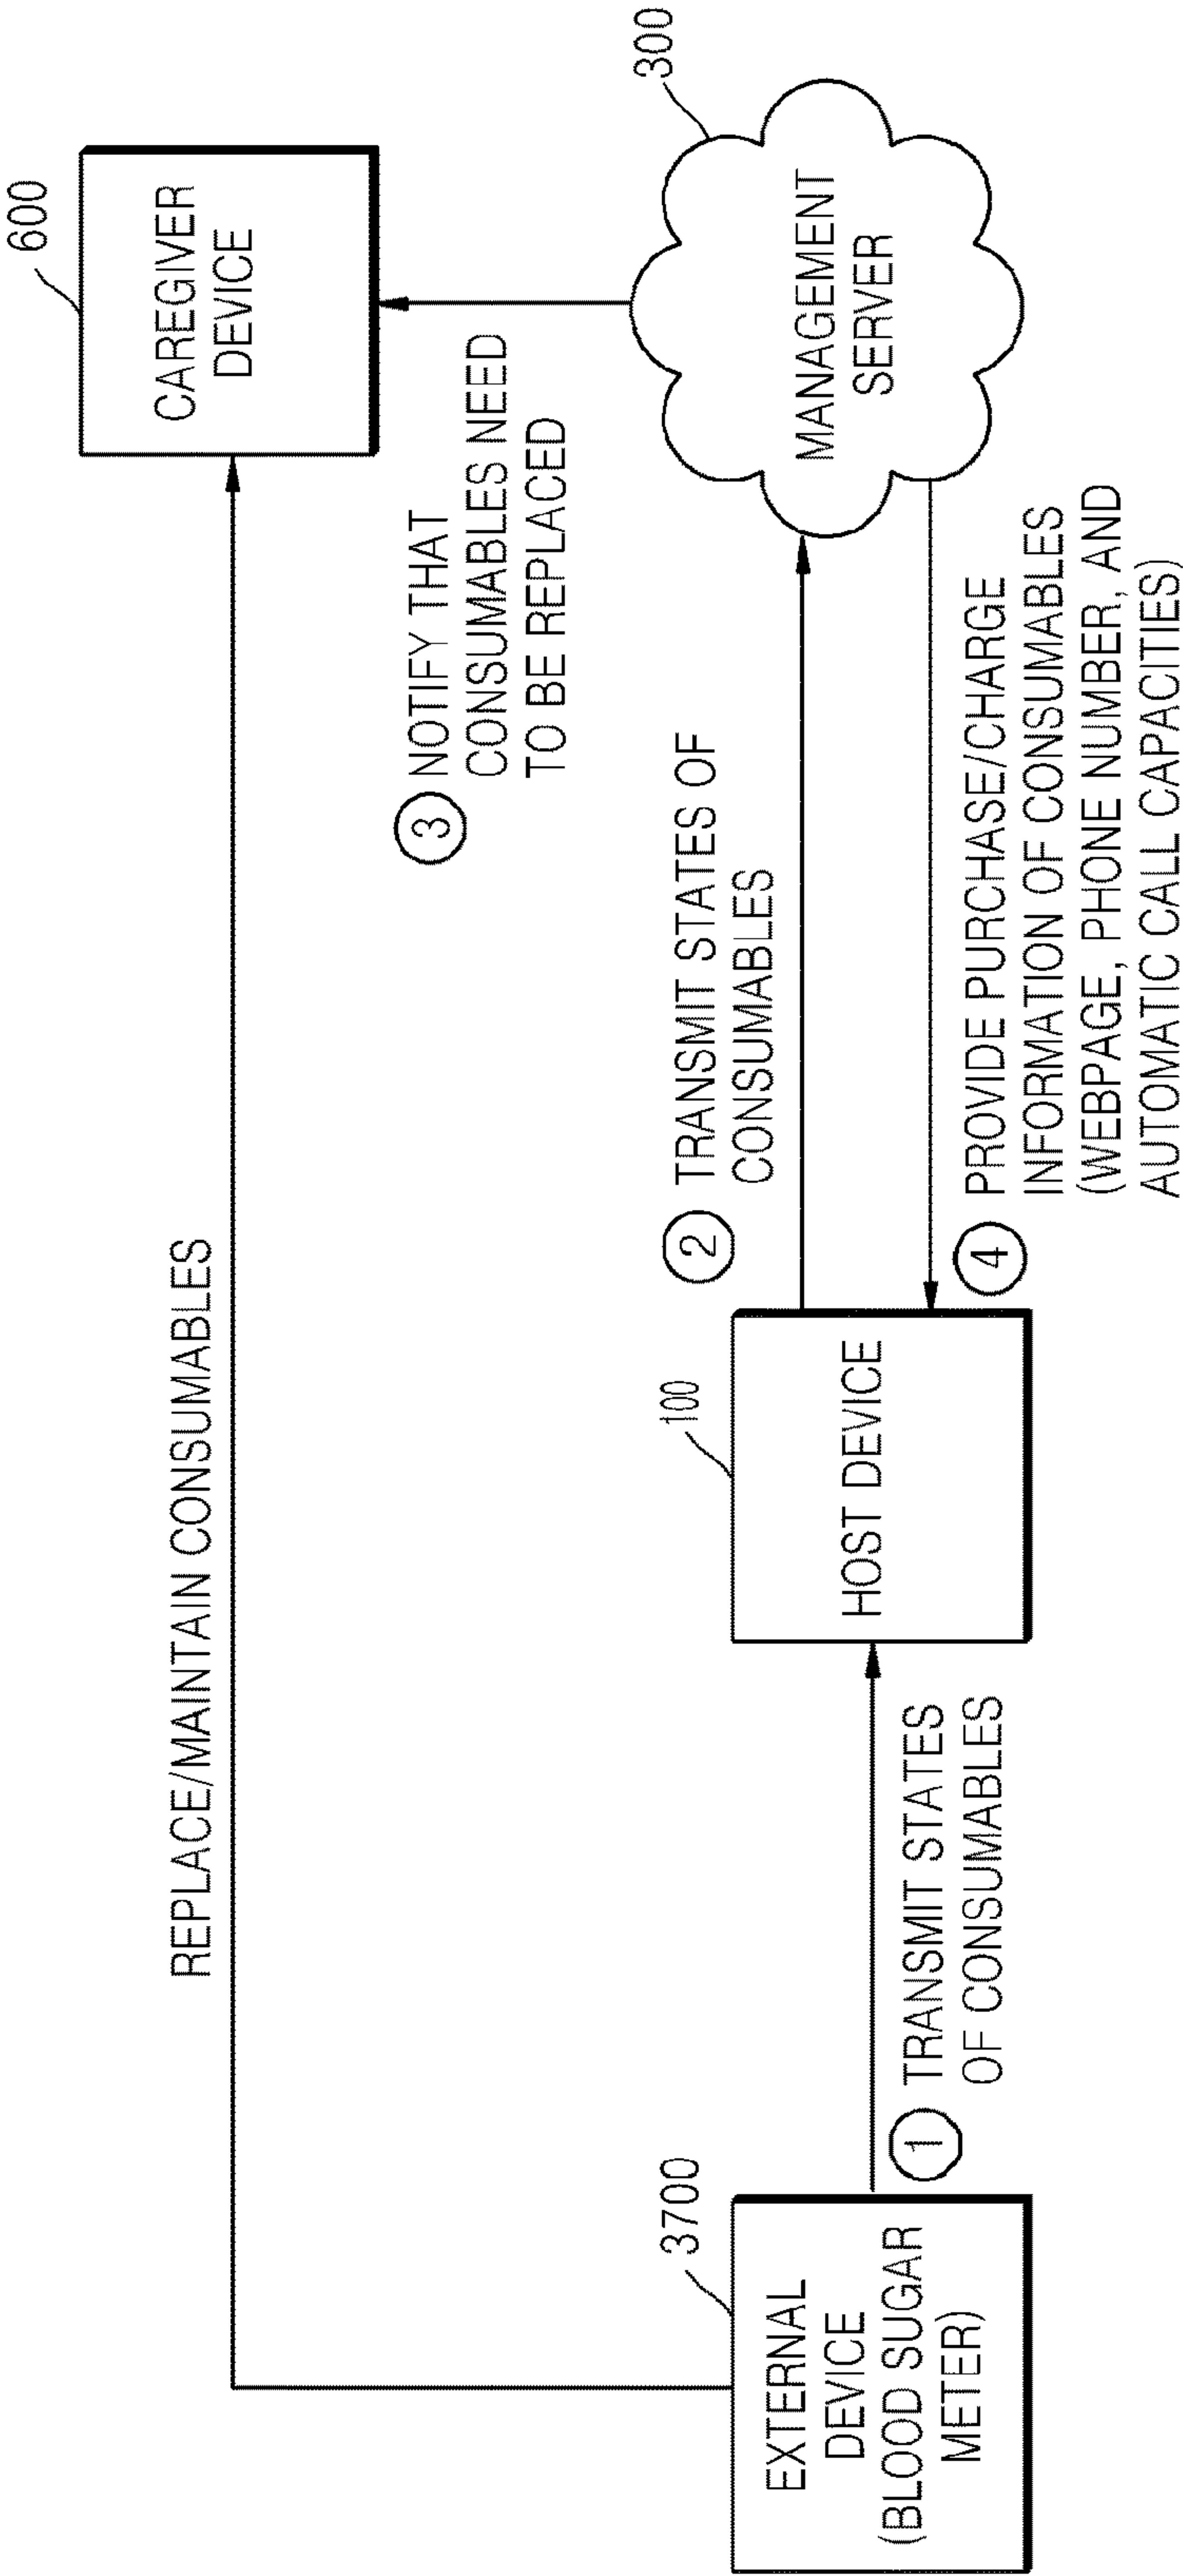 600
CAREGIVER
DEVICE
REPLACE/MAINTAIN CONSUMABLES
3 NOTIFY THAT
CONSUMABLES NEED
TO BE REPLACED
300
MANAGEMENT
SERVER
3700
EXTERNAL
DEVICE
(BLOOD SUGAR
METER)
1 TRANSMIT STATES
OF CONSUMABLES
100
HOST DEVICE
2 TRANSMIT STATES OF
CONSUMABLES
4 PROVIDE PURCHASE/CHARGE
INFORMATION OF CONSUMABLES
(WEBPAGE, PHONE NUMBER, AND
AUTOMATIC CALL CAPACITIES)